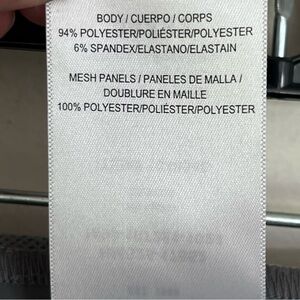 BODY / CUERPO / CORPS
94% POLYESTER/POLIÉSTER/POLYESTER
6% SPANDEX/ELASTANO/ELASTAIN
MESH PANELS / PANELES DE MALLA /
DOUBLURE EN MAILLE
100% POLYESTER/POLIÉSTER/POLYESTER